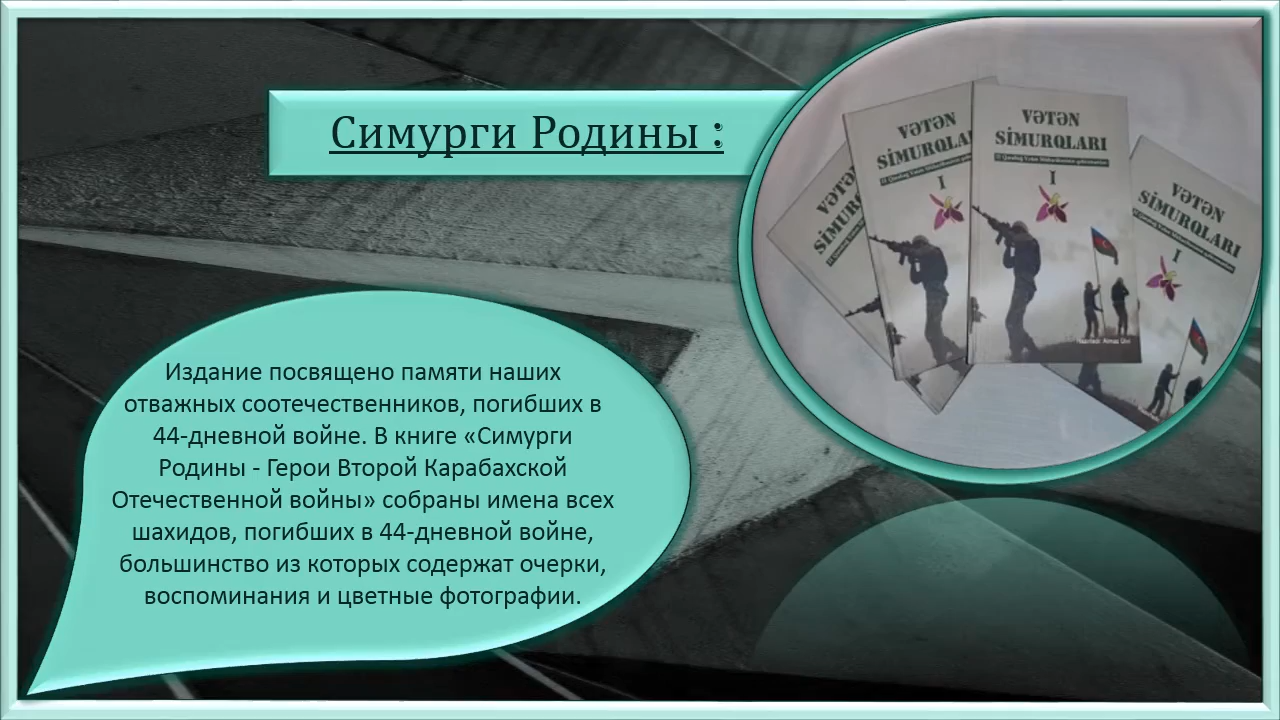 Симурги Родины :
VƏTƏN
SİMURQLARI
I
VƏTƏN
SİMURQLARI
I
VƏTƏN
SİMURQLARI
I
Издание посвящено памяти наших
отважных соотечественников, погибших в
44-дневной войне. В книге «Симурги
Родины - Герои Второй Карабахской
Отечественной войны» собраны имена всех
шахидов, погибших в 44-дневной войне,
большинство из которых содержат очерки,
воспоминания и цветные фотографии.